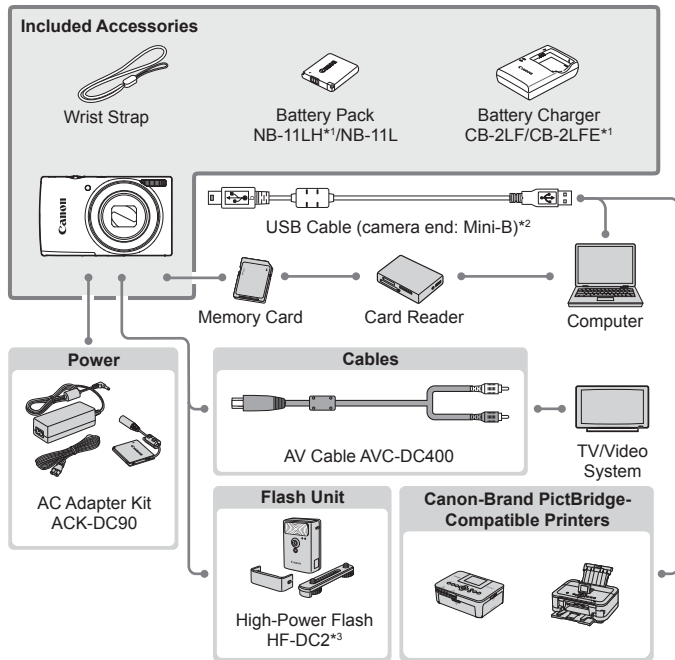 Included Accessories
Wrist Strap
Battery Pack
NB-11LH*1/NB-11L
Battery Charger
CB-2LF/CB-2LFE*1
Canon
USB Cable (camera end: Mini-B)*2
Memory Card
Card Reader
Computer
Power
AC Adapter Kit
ACK-DC90
Cables
AV Cable AVC-DC400
TV/Video
System
Flash Unit
High-Power Flash
HF-DC2*3
Canon-Brand PictBridge-
Compatible Printers